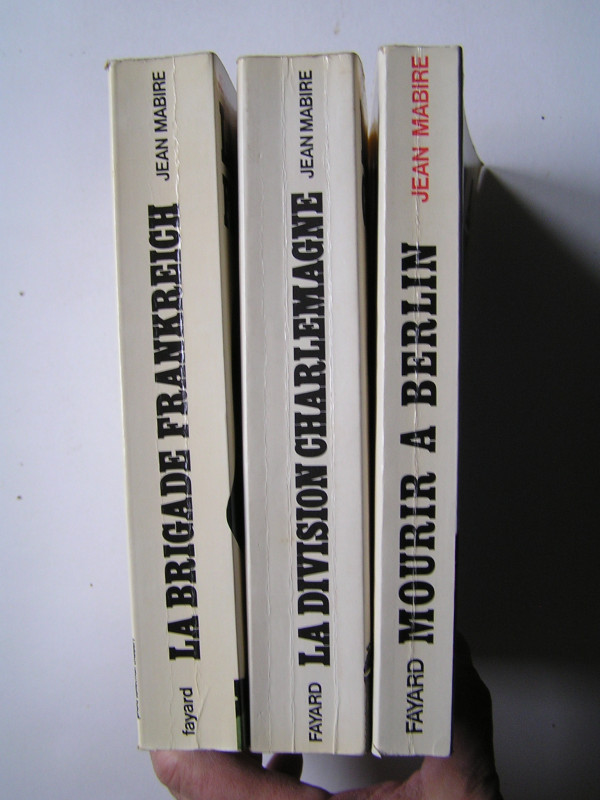 fayard LA BRIGADE FRANKREICH JEAN MABIRE
FAYARD LA DIVISION CHARLEMAGNE JEAN MABIRE
FAYARD MOURIR A BERLIN JEAN MABIRE